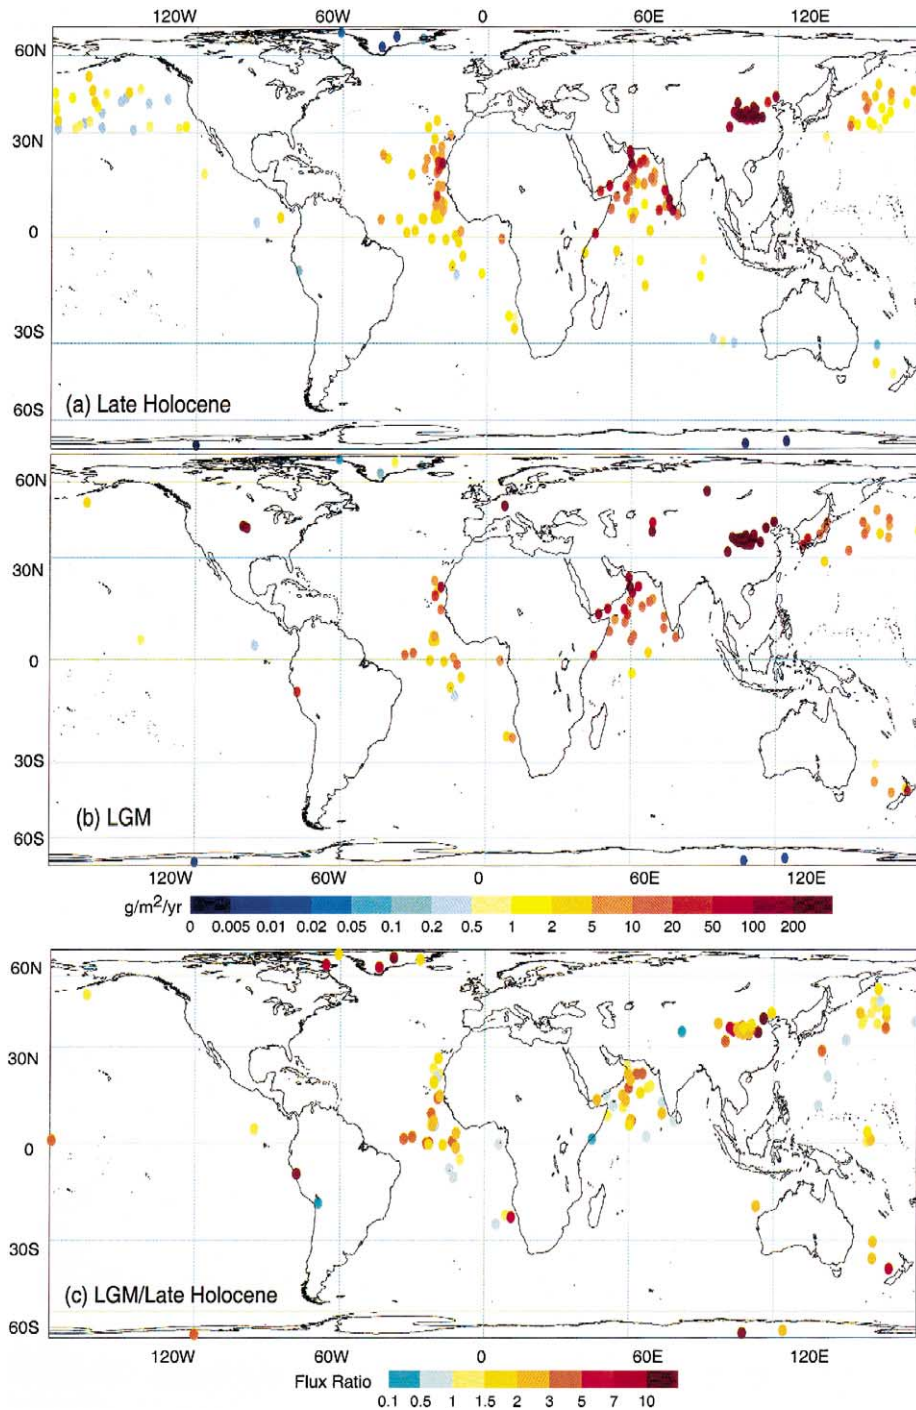 120W 60W 0 60E 120E
60N
30N
0
30S
60S
(a) Late Holocene
60N
30N
0
30S
60S
(b) LGM
120W 60W 0 60E 120E
g/m²/yr
0 0.005 0.01 0.02 0.05 0.1 0.2 0.5 1 2 5 10 20 50 100 200
60N
30N
0
30S
60S
(c) LGM/Late Holocene
120W 60W 0 60E 120E
Flux Ratio
0.1 0.5 1 1.5 2 3 5 7 10